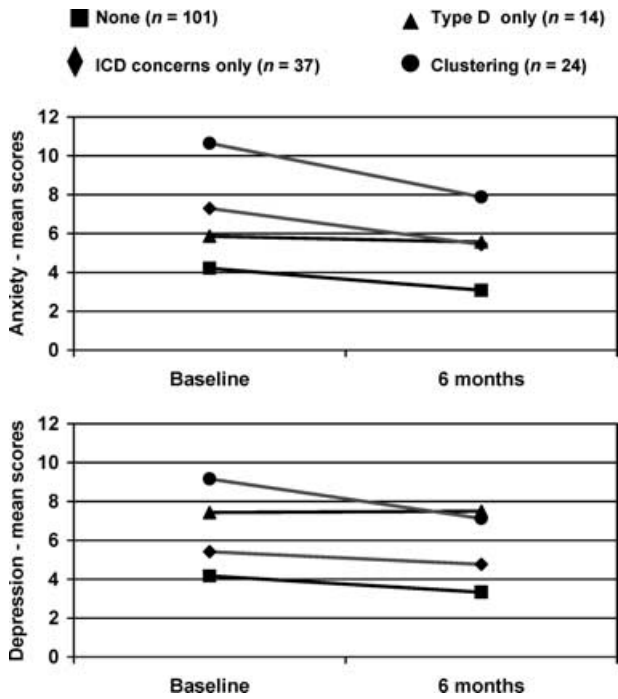 None (n = 101)
Type D only (n = 14)
ICD concerns only (n = 37)
Clustering (n = 24)
Anxiety - mean scores
12
10
8
6
4
2
0
Baseline
6 months
Depression - mean scores
12
10
8
6
4
2
0
Baseline
6 months